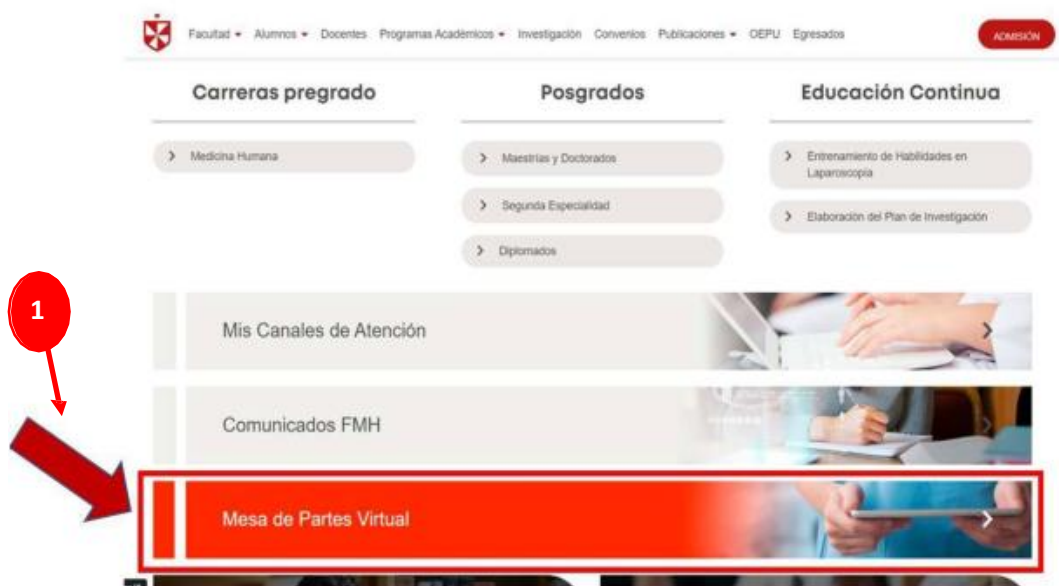 Facultad Alumnos Docentes Programas Académicos Investigación Convenios Publicaciones OEPU Egresados ADMISIÓN
Carreras pregrado
Medicina Humana
Posgrados
Maestrías y Doctorados
Segunda Especialidad
Diplomados
Educación Continua
Entrenamiento de Habilidades en
Laparoscopía
Elaboración del Plan de Investigación
1
Mis Canales de Atención
Comunicados FMH
Mesa de Partes Virtual